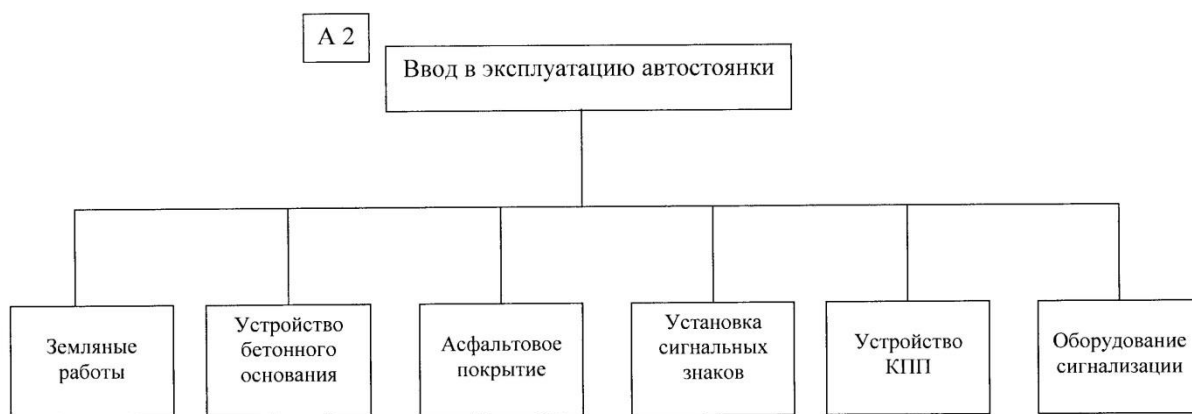 А 2
Ввод в эксплуатацию автостоянки
Земляные
работы
Устройство
бетонного
основания
Асфальтовое
покрытие
Установка
сигнальных
знаков
Устройство
КПП
Оборудование
сигнализации